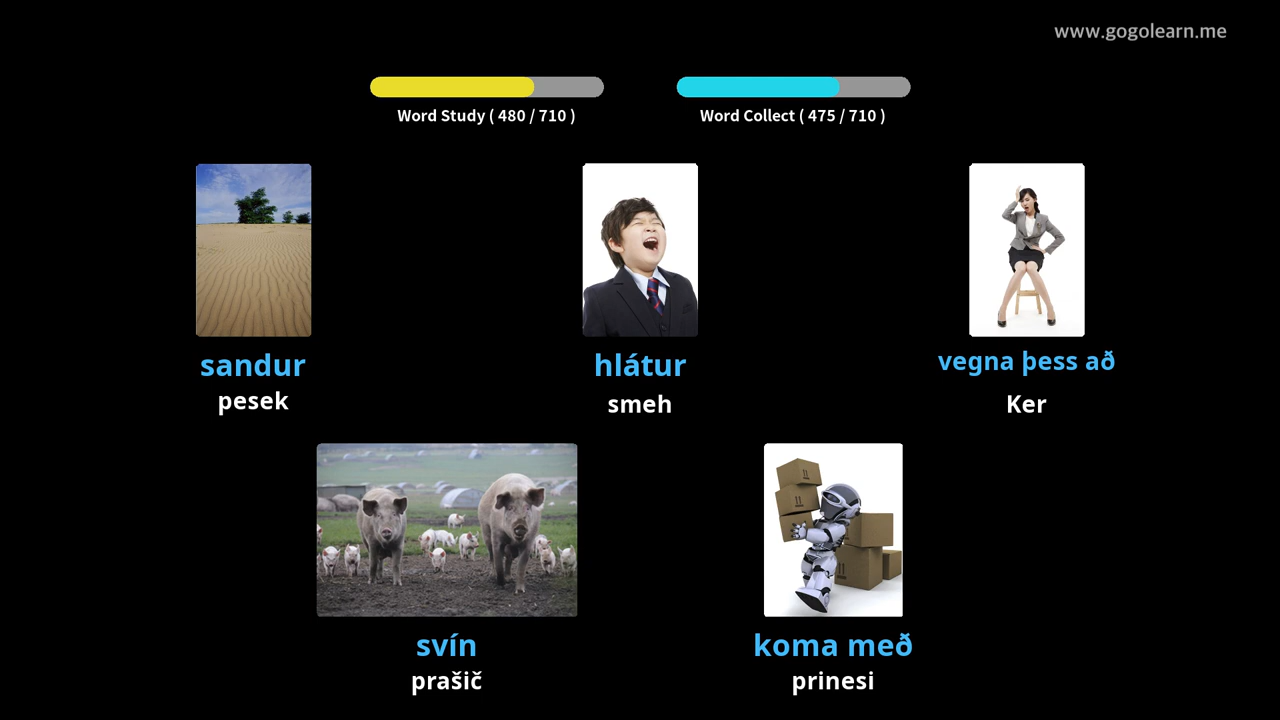 www.gogolearn.me
Word Study ( 480 / 710 )
Word Collect ( 475 / 710 )
sandur
pesek
hlátur
smeh
vegna þess að
Ker
svín
prašič
koma með
prinesi